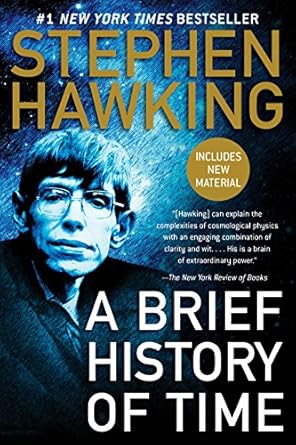 #1 NEW YORK TIMES BESTSELLER
STEPHEN
HAWKING
INCLUDES
NEW
MATERIAL
"[Hawking] can explain the
complexities of cosmological physics
with an engaging combination of
clarity and wit. . . . His is a brain
of extraordinary power."
—The New York Review of Books
A BRIEF
HISTORY
OF TIME